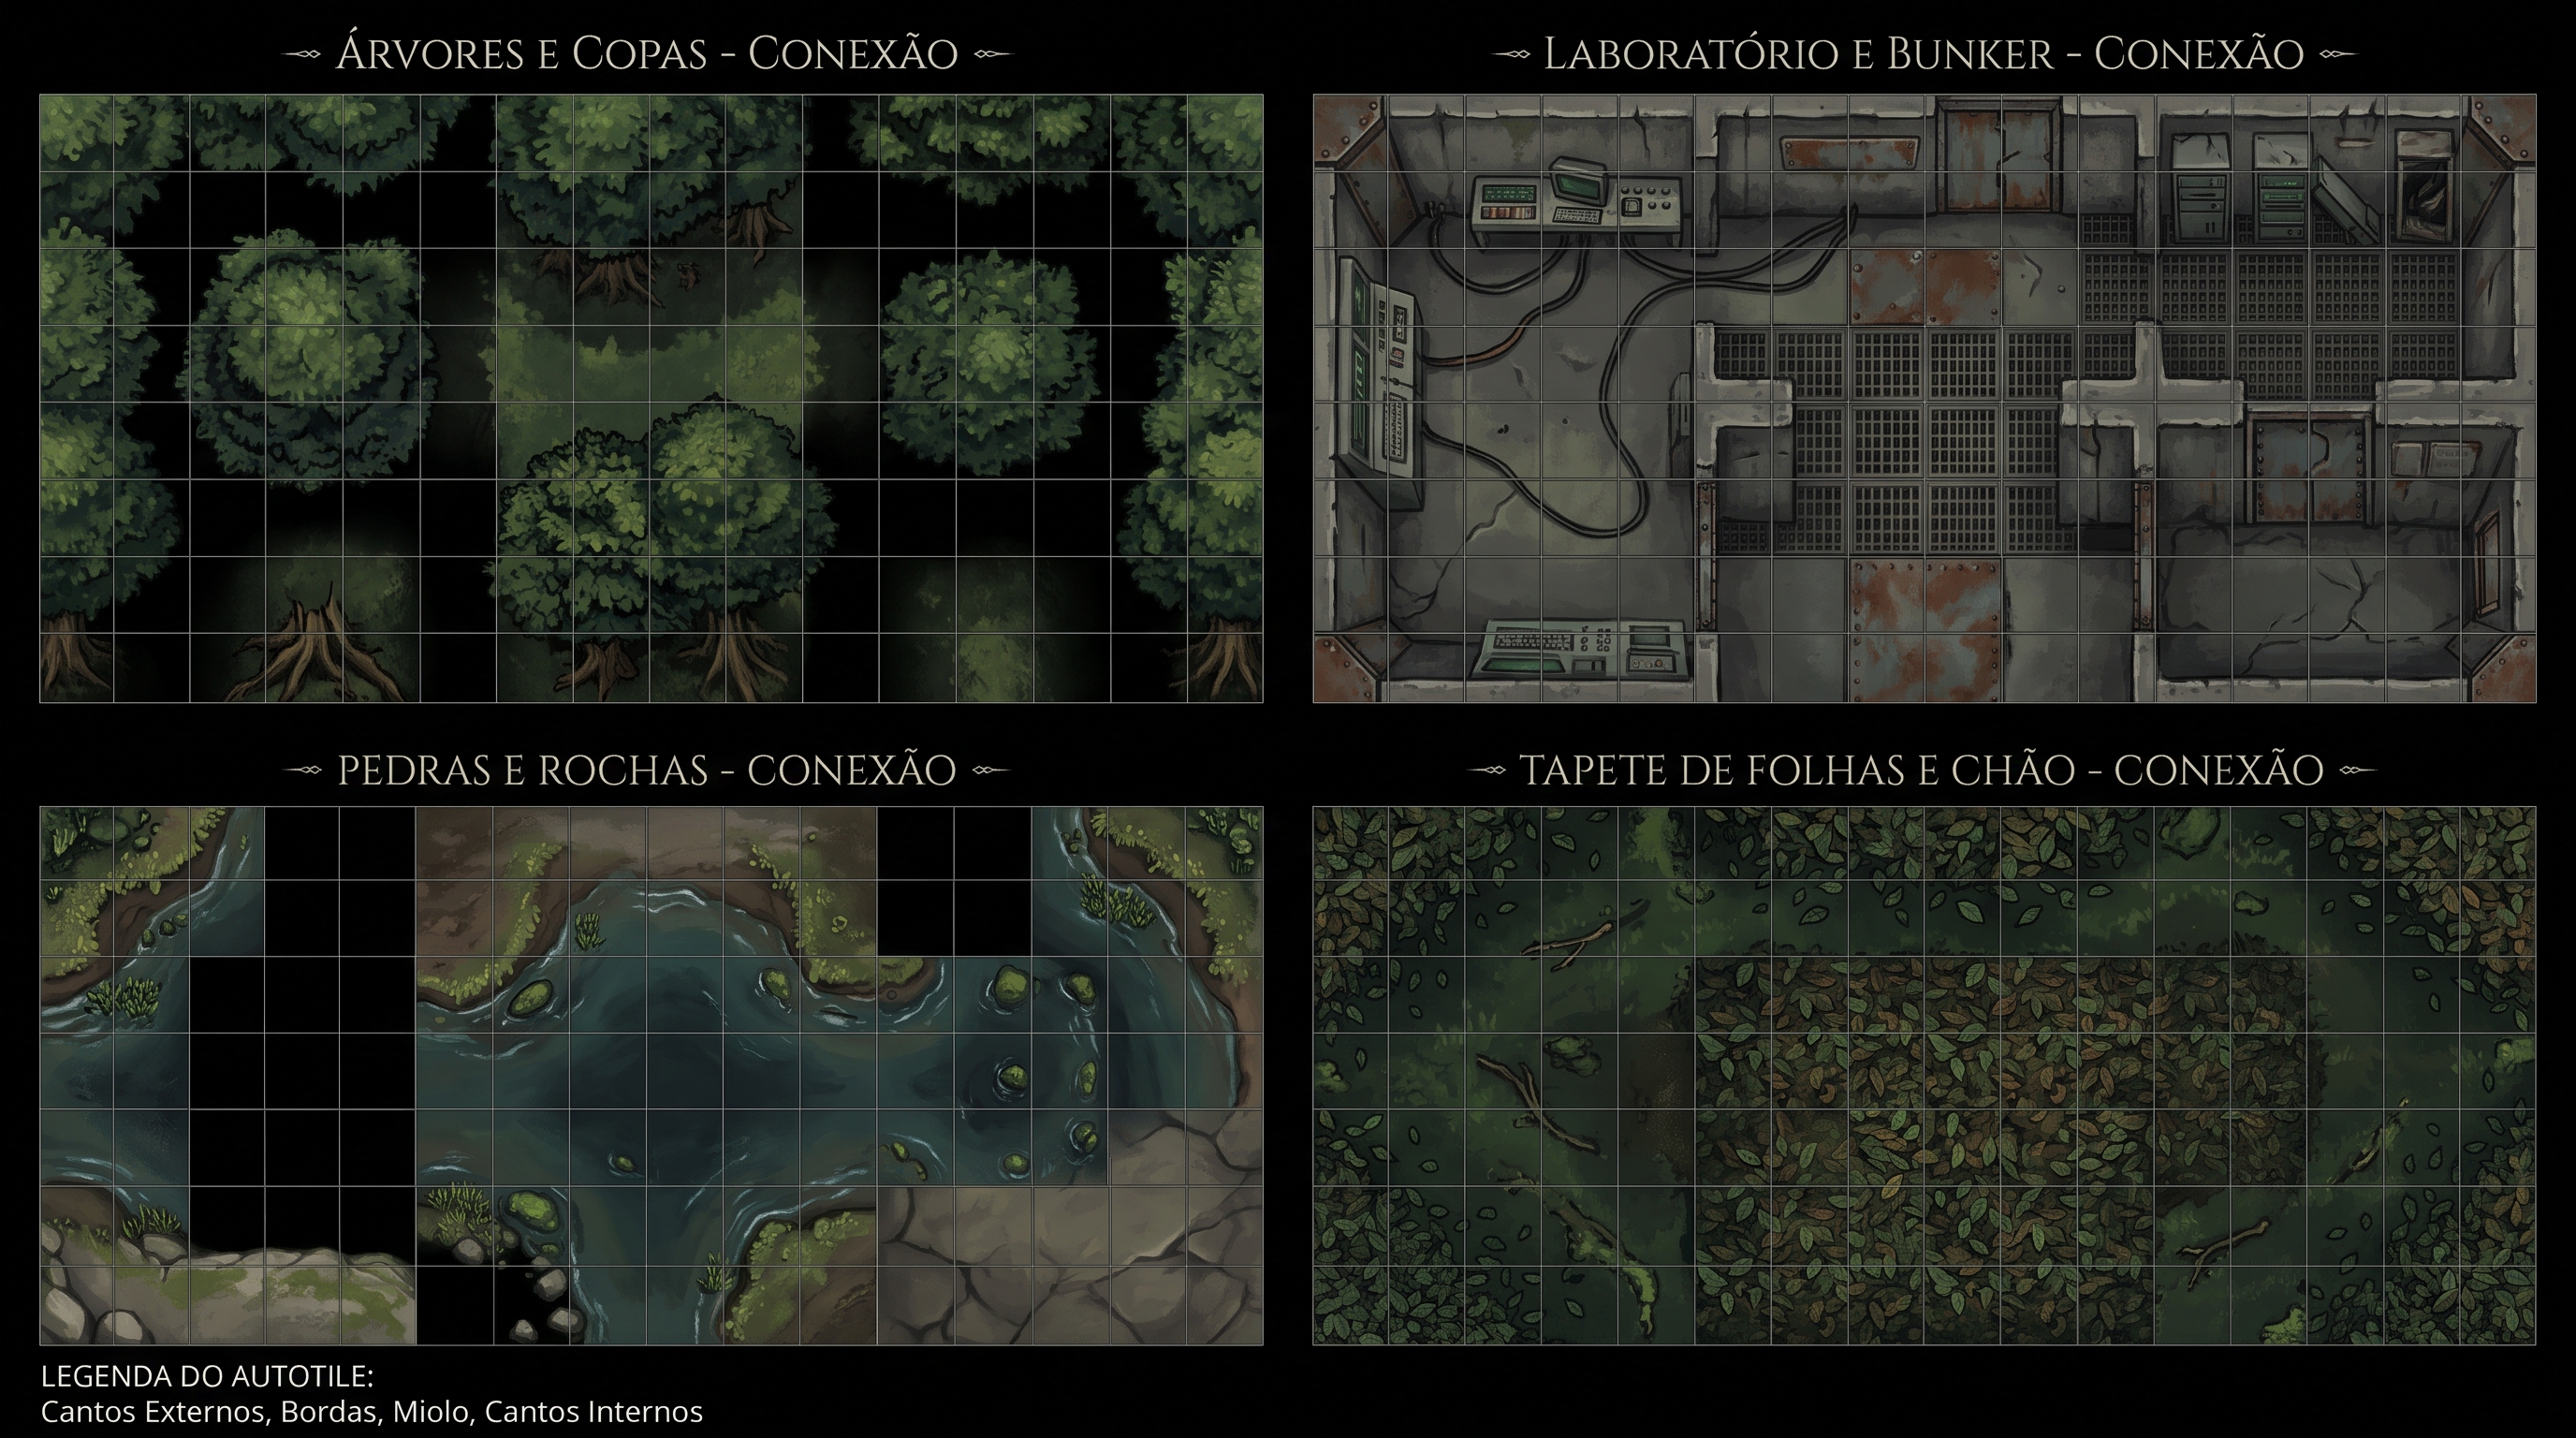 ÁRVORES E COPAS - CONEXÃO
LABORATÓRIO E BUNKER - CONEXÃO
PEDRAS E ROCHAS - CONEXÃO
TAPETE DE FOLHAS E CHÃO - CONEXÃO
LEGENDA DO AUTOTILE:
Cantos Externos, Bordas, Miolo, Cantos Internos